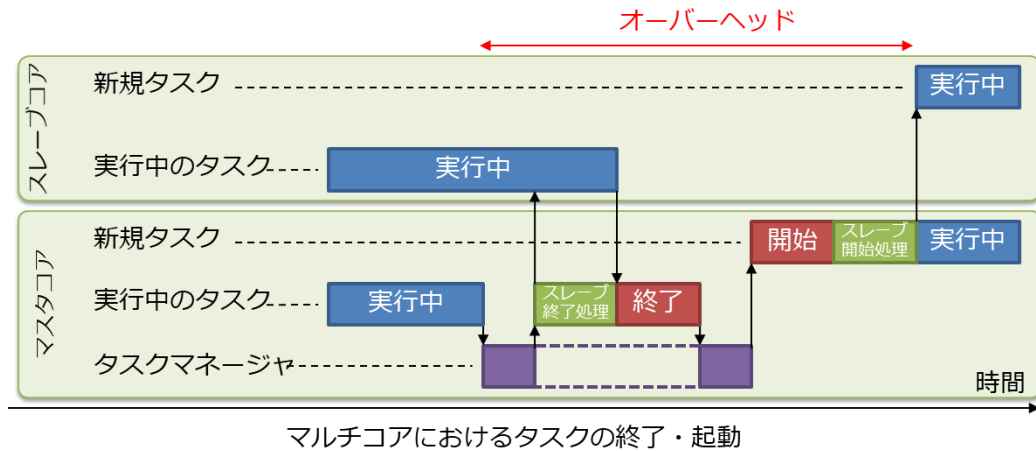 オーバーヘッド
スレーブコア
新規タスク
実行中
実行中のタスク
実行中
マスタコア
新規タスク
開始
スレーブ
開始処理
実行中
実行中のタスク
実行中
スレーブ
終了処理
終了
タスクマネージャ
時間
マルチコアにおけるタスクの終了・起動